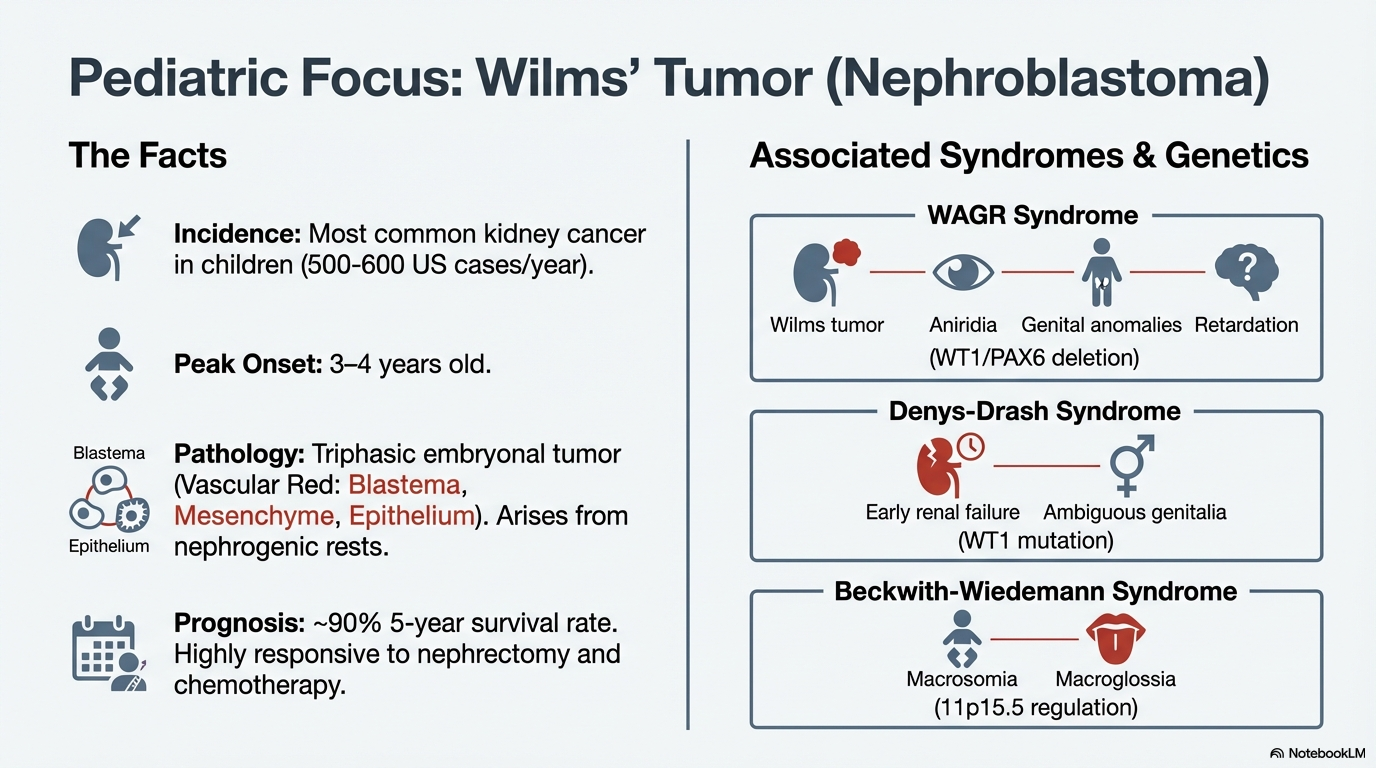 Pediatric Focus: Wilms’ Tumor (Nephroblastoma)
The Facts
Incidence: Most common kidney cancer
in children (500-600 US cases/year).
Peak Onset: 3–4 years old.
Blastema
Epithelium
Pathology: Triphasic embryonal tumor
(Vascular Red: Blastema,
Mesenchyme, Epithelium). Arises from
nephrogenic rests.
Prognosis: ~90% 5-year survival rate.
Highly responsive to nephrectomy and
chemotherapy.
Associated Syndromes & Genetics
WAGR Syndrome
?
Wilms tumor Aniridia Genital anomalies Retardation
(WT1/PAX6 deletion)
Denys-Drash Syndrome
Early renal failure Ambiguous genitalia
(WT1 mutation)
Beckwith-Wiedemann Syndrome
Macrosomia Macroglossia
(11p15.5 regulation)
NotebookLM